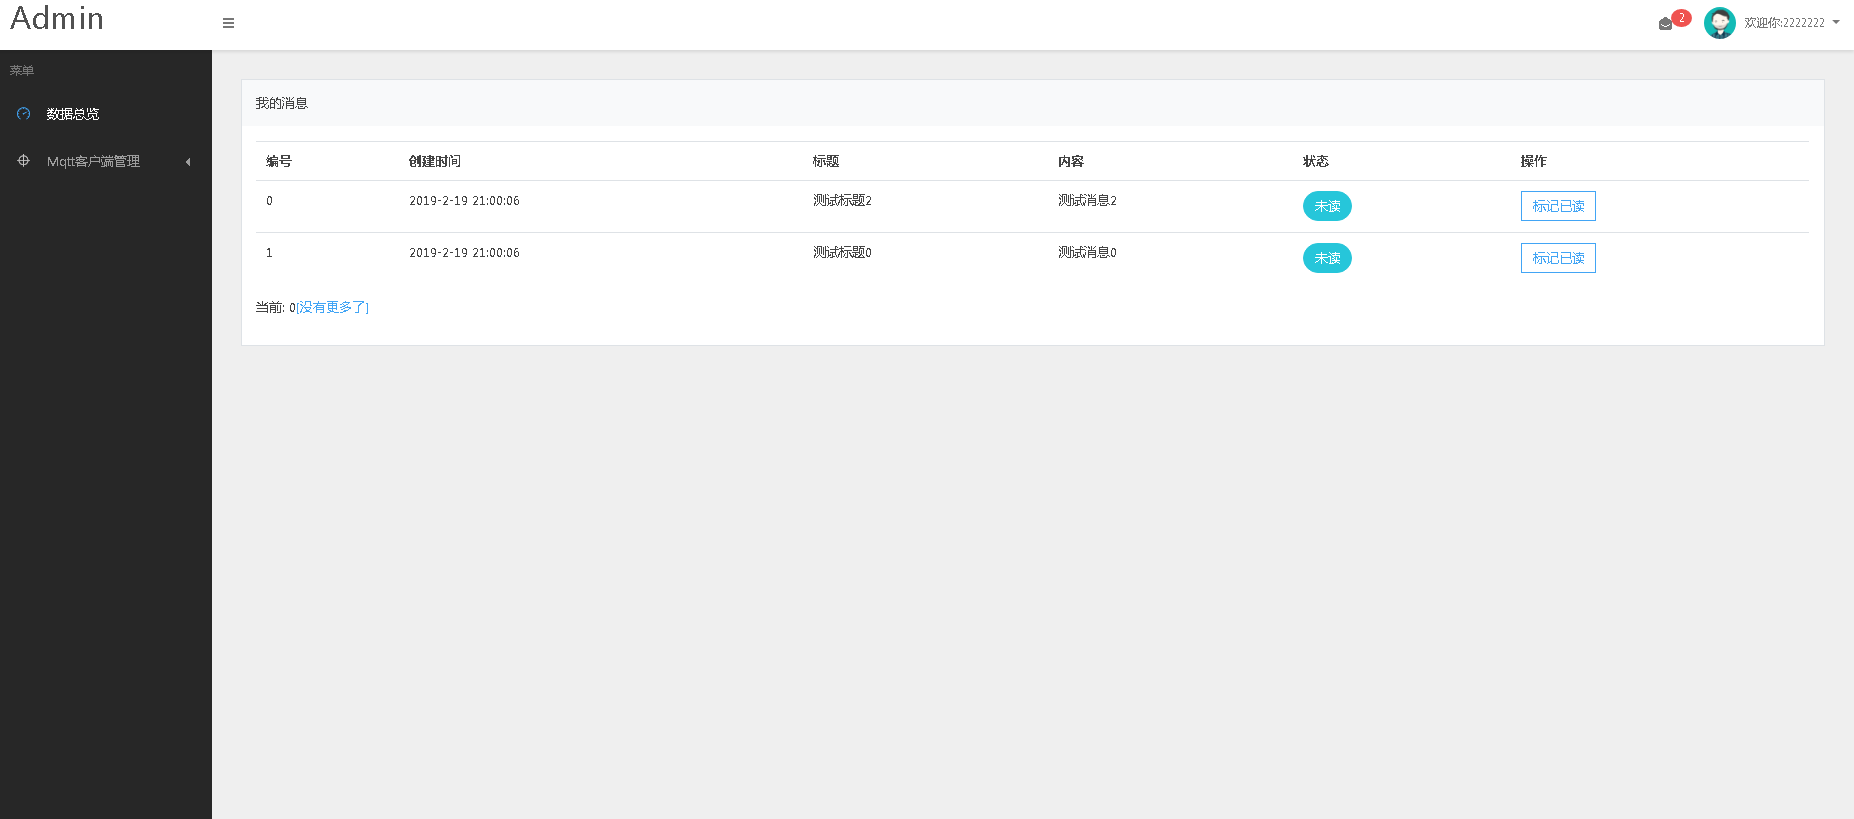 Admin
2
欢迎你:2222222
菜单
数据总览
Mqtt客户端管理
我的消息
编号 创建时间 标题 内容 状态 操作
0 2019-2-19 21:00:06 测试标题2 测试消息2 未读 标记已读
1 2019-2-19 21:00:06 测试标题0 测试消息0 未读 标记已读
当前: 0[没有更多了]